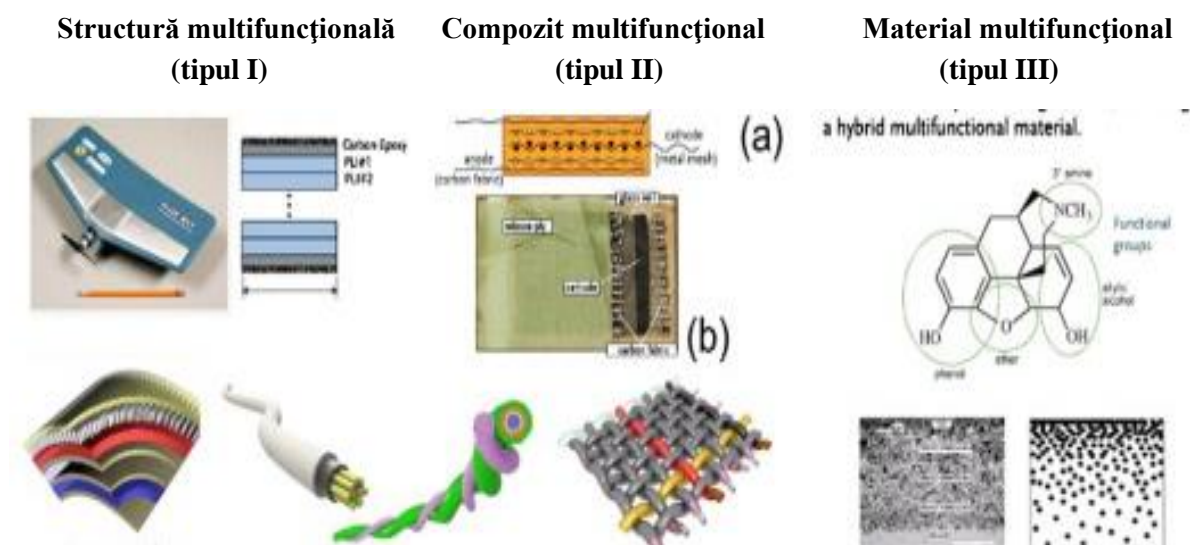 Structură multifuncţională
(tipul I)
Compozit multifuncţional
(tipul II)
Material multifuncţional
(tipul III)
Carbon Epoxy
PLI#1
PLI#2
cathode
(metal mesh)
anode
(carbon fabric)
(a)
cathode
carbon fabric
(b)
a hybrid multifunctional material.
3° amine
NCH3
Functional
groups
allylic
alcohol
HO
O
OH
ether
phenol